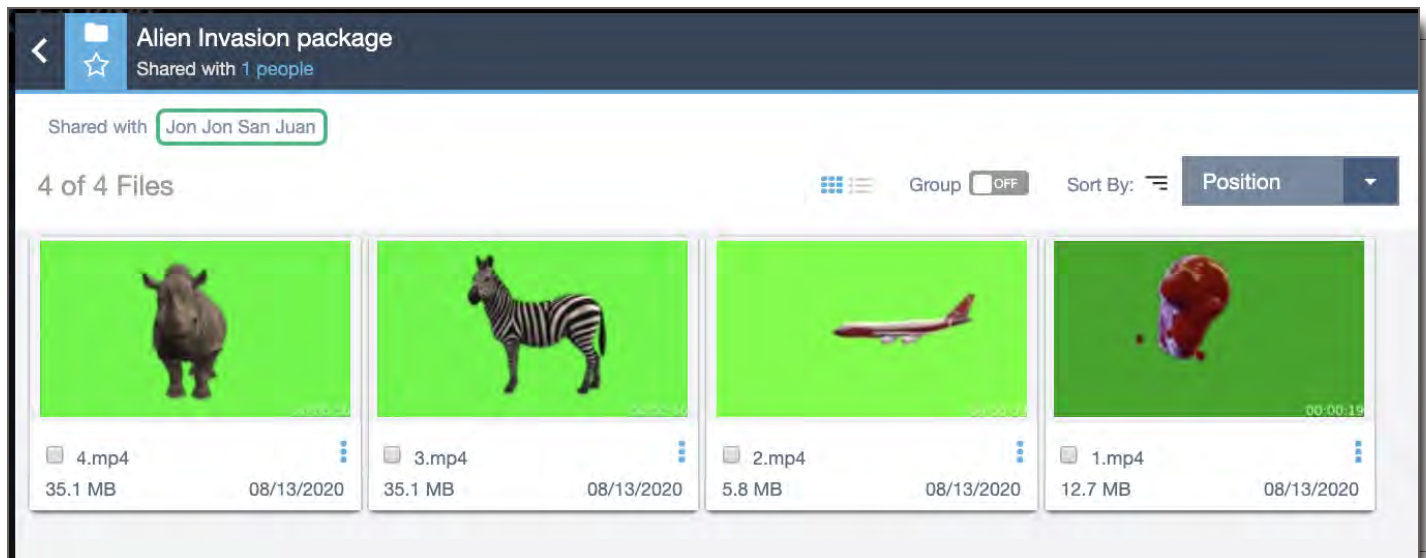 Alien Invasion package
Shared with 1 people
Shared with Jon Jon San Juan
4 of 4 Files
Group OFF Sort By: Position
00:00:19
4.mp4
3.mp4
2.mp4
1.mp4
35.1 MB 08/13/2020
35.1 MB 08/13/2020
5.8 MB 08/13/2020
12.7 MB 08/13/2020